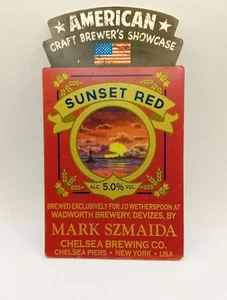 AMERICAN
CRAFT BREWER'S SHOWCASE
SUNSET RED
ALC. 5.0% VOL.
BREWED EXCLUSIVELY FOR J D WETHERSPOON AT
WADWORTH BREWERY, DEVIZES, BY
MARK SZMAIDA
CHELSEA BREWING CO.
CHELSEA PIERS • NEW YORK • USA